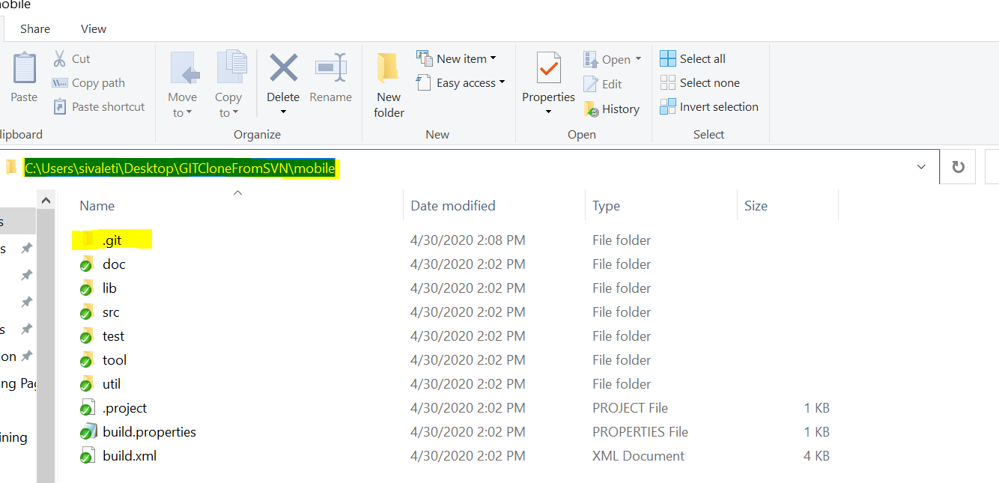 mobile
Share View
Cut
Copy path
Paste shortcut
Paste
Move to
Copy to
Delete
Rename
New folder
New item
Easy access
Properties
Open
Edit
History
Select all
Select none
Invert selection
lipboard Organize New Open Select
C:\Users\sivaleti\Desktop\GITCloneFromSVN\mobile
Name Date modified Type Size
.git 4/30/2020 2:08 PM File folder
doc 4/30/2020 2:02 PM File folder
lib 4/30/2020 2:02 PM File folder
src 4/30/2020 2:02 PM File folder
test 4/30/2020 2:02 PM File folder
tool 4/30/2020 2:02 PM File folder
util 4/30/2020 2:02 PM File folder
.project 4/30/2020 2:02 PM PROJECT File 1 KB
build.properties 4/30/2020 2:02 PM PROPERTIES File 1 KB
build.xml 4/30/2020 2:02 PM XML Document 4 KB
s
s
s
on
ng Pag
ining